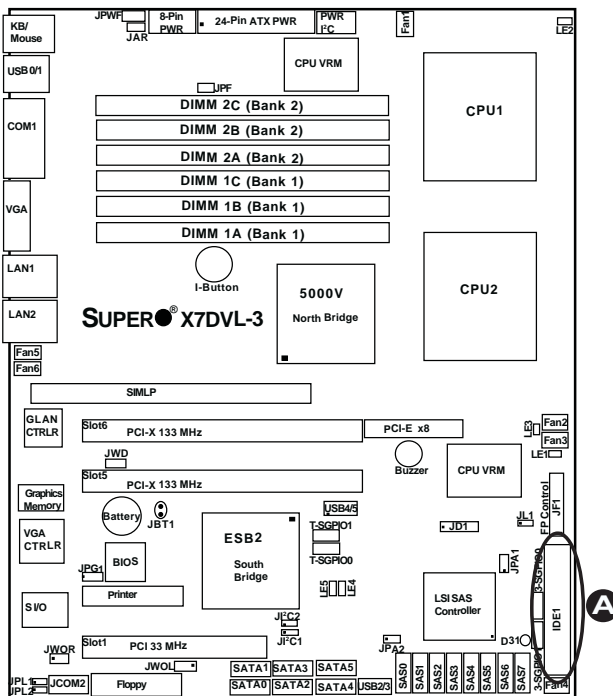 KB/
Mouse
JPWF
JAR
8-Pin
PWR
24-Pin ATX PWR
PWR
I²C
Fan1
LE2
USB0/1
CPU VRM
JPF
COM1
DIMM 2C (Bank 2)
DIMM 2B (Bank 2)
DIMM 2A (Bank 2)
DIMM 1C (Bank 1)
DIMM 1B (Bank 1)
DIMM 1A (Bank 1)
CPU1
VGA
LAN1
I-Button
5000V
North Bridge
CPU2
LAN2
SUPER® X7DVL-3
Fan5
Fan6
SIMLP
GLAN
CTRLR
Slot6
PCI-X 133 MHz
PCI-E x8
LE3
Fan2
Fan3
LE1
JWD
Buzzer
CPU VRM
Slot5
PCI-X 133 MHz
Graphics
Memory
Battery
JBT1
USB4/5
T-SGPIO1
T-SGPIO0
JD1
JL1
FP Control
JF1
ESB2
South
Bridge
VGA
CTRLR
BIOS
JPG1
Printer
LE5
LE4
JPA1
LSI SAS
Controller
3-SGPIO0
IDE1
A
S I/O
JI²C2
JI²C1
JPA2
D31
JWOR
Slot1
PCI 33 MHz
JWOL
3-SGPIO1
JPL1
JPL2
JCOM2
Floppy
SATA1
SATA3
SATA5
SATA0
SATA2
SATA4
USB2/3
SAS0
SAS1
SAS2
SAS3
SAS4
SAS5
SAS6
SAS7
Fan4